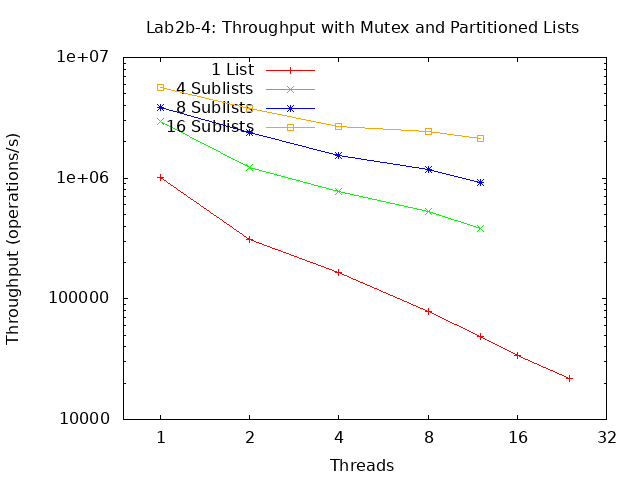 Lab2b-4: Throughput with Mutex and Partitioned Lists
1e+07
1e+06
100000
10000
Throughput (operations/s)
1 List
4 Sublists
8 Sublists
16 Sublists
1 2 4 8 16 32
Threads